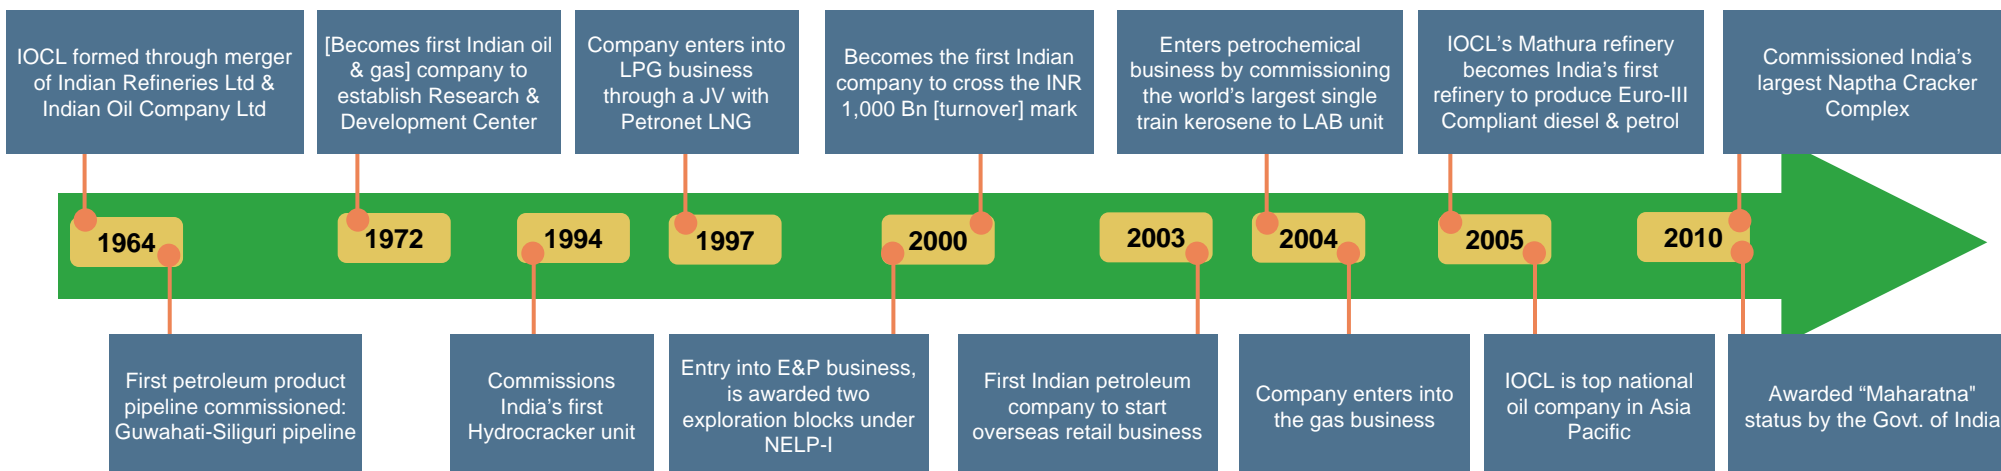 IOCL formed through merger
of Indian Refineries Ltd &
Indian Oil Company Ltd
[Becomes first Indian oil
& gas] company to
establish Research &
Development Center
Company enters into
LPG business
through a JV with
Petronet LNG
Becomes the first Indian
company to cross the INR
1,000 Bn [turnover] mark
Enters petrochemical
business by commissioning
the world’s largest single
train kerosene to LAB unit
IOCL’s Mathura refinery
becomes India’s first
refinery to produce Euro-III
Compliant diesel & petrol
Commissioned India’s
largest Naptha Cracker
Complex
1964
1972
1994
1997
2000
2003
2004
2005
2010
First petroleum product
pipeline commissioned:
Guwahati-Siliguri pipeline
Commissions
India’s first
Hydrocracker unit
Entry into E&P business,
is awarded two
exploration blocks under
NELP-I
First Indian petroleum
company to start
overseas retail business
Company enters into
the gas business
IOCL is top national
oil company in Asia
Pacific
Awarded “Maharatna"
status by the Govt. of India